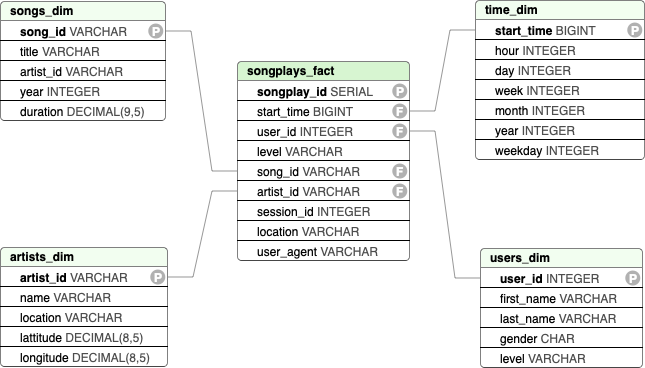 songs_dim
song_id VARCHAR P
title VARCHAR
artist_id VARCHAR
year INTEGER
duration DECIMAL(9,5)
time_dim
start_time BIGINT P
hour INTEGER
day INTEGER
week INTEGER
month INTEGER
year INTEGER
weekday INTEGER
songplays_fact
songplay_id SERIAL P
start_time BIGINT F
user_id INTEGER F
level VARCHAR
song_id VARCHAR F
artist_id VARCHAR F
session_id INTEGER
location VARCHAR
user_agent VARCHAR
artists_dim
artist_id VARCHAR P
name VARCHAR
location VARCHAR
lattitude DECIMAL(8,5)
longitude DECIMAL(8,5)
users_dim
user_id INTEGER P
first_name VARCHAR
last_name VARCHAR
gender CHAR
level VARCHAR